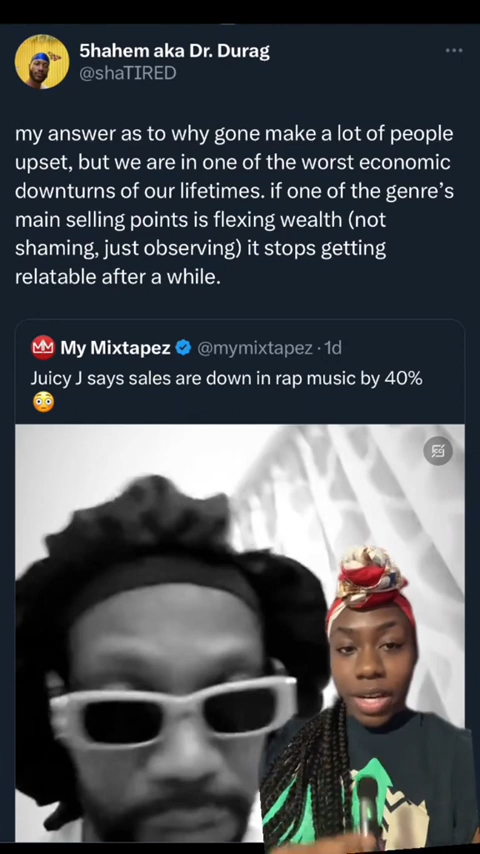 5hahem aka Dr. Durag
@shaTIRED
my answer as to why gone make a lot of people
upset, but we are in one of the worst economic
downturns of our lifetimes. if one of the genre's
main selling points is flexing wealth (not
shaming, just observing) it stops getting
relatable after a while.
My Mixtapez @mymixtapez · 1d
Juicy J says sales are down in rap music by 40%
😳